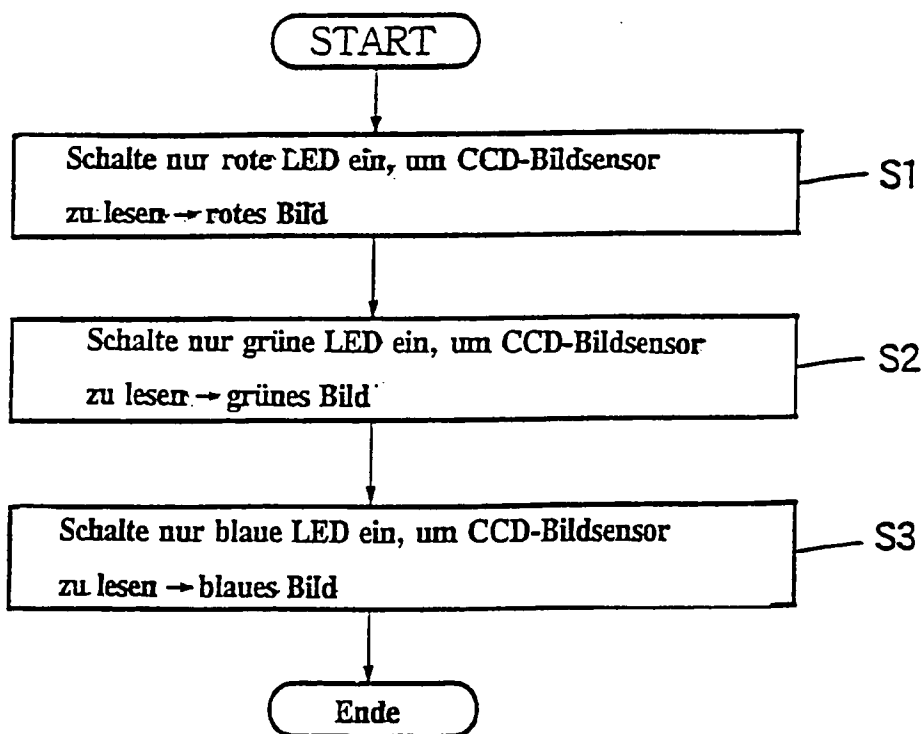 START
Schalte nur rote LED ein, um CCD-Bildsensor
zu lesen → rotes Bild
S1
Schalte nur grüne LED ein, um CCD-Bildsensor
zu lesen → grünes Bild
S2
Schalte nur blaue LED ein, um CCD-Bildsensor
zu lesen → blaues Bild
S3
Ende